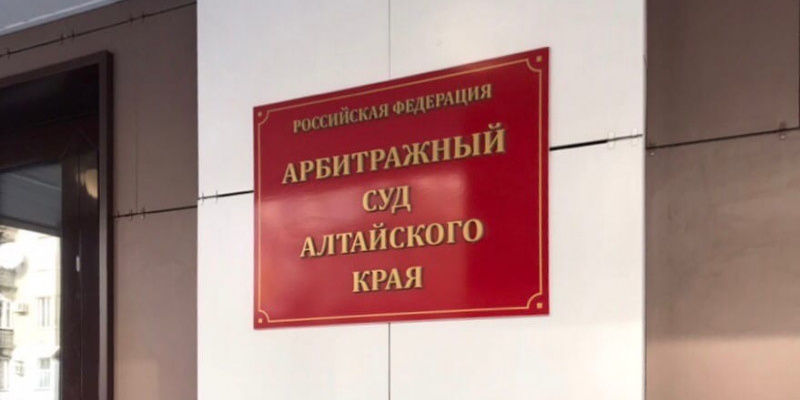 РОССИЙСКАЯ ФЕДЕРАЦИЯ
АРБИТРАЖНЫЙ
СУД
АЛТАЙСКОГО
КРАЯ